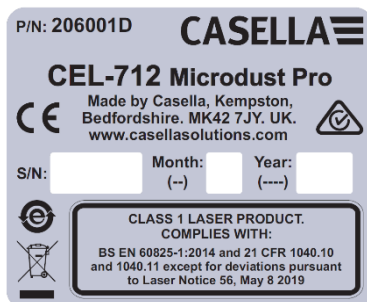 P/N: 206001D
CASELLA
CEL-712 Microdust Pro
Made by Casella, Kempston,
Bedfordshire. MK42 7JY. UK.
www.casellasolutions.com
CE
S/N:
Month:
(--)
Year:
(----)
e
CLASS 1 LASER PRODUCT.
COMPLIES WITH:
BS EN 60825-1:2014 and 21 CFR 1040.10
and 1040.11 except for deviations pursuant
to Laser Notice 56, May 8 2019